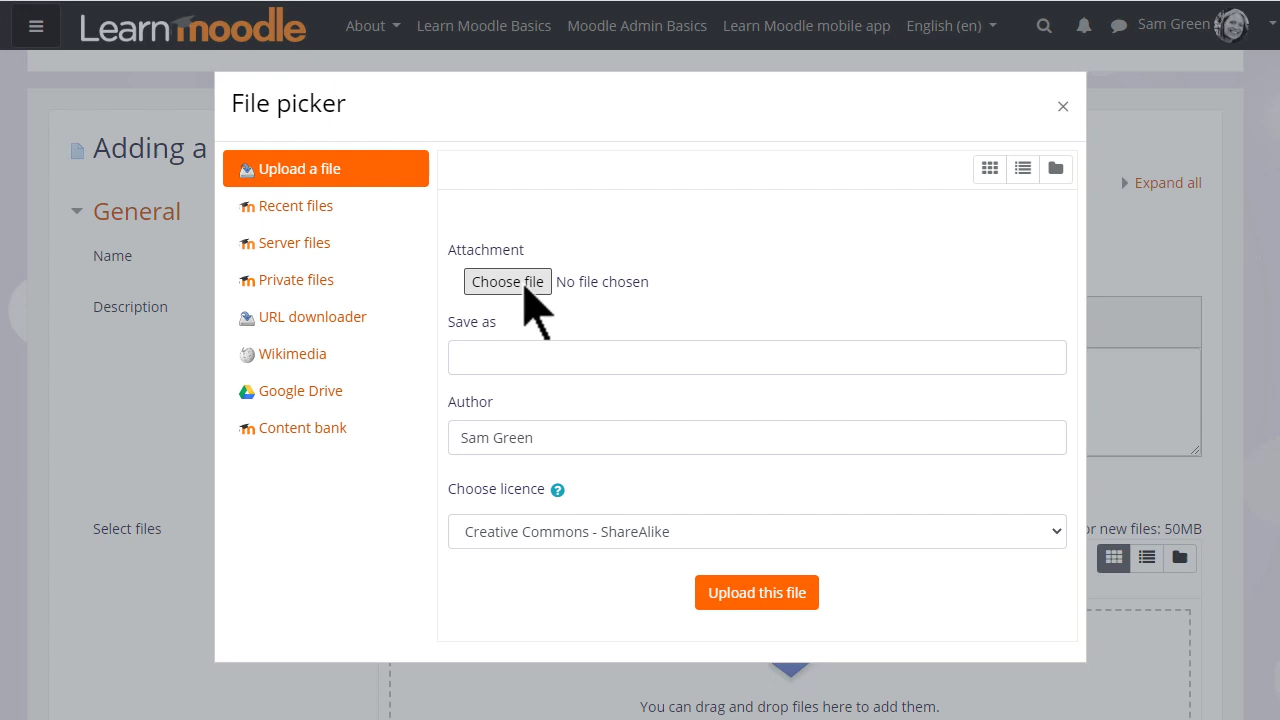 Learn moodle About Learn Moodle Basics Moodle Admin Basics Learn Moodle mobile app English (en) Sam Green
File picker
×
Adding a
Expand all
General
Name
Description
Select files
Upload a file
Recent files
Server files
Private files
URL downloader
Wikimedia
Google Drive
Content bank
Attachment
Choose file No file chosen
Save as
Author
Sam Green
Choose licence ?
Creative Commons - ShareAlike
Upload this file
or new files: 50MB
You can drag and drop files here to add them.